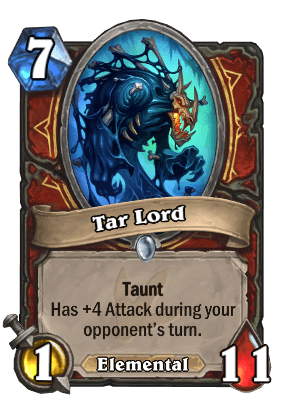 7
Tar Lord
Taunt
Has +4 Attack during your
opponent's turn.
1
Elemental
11